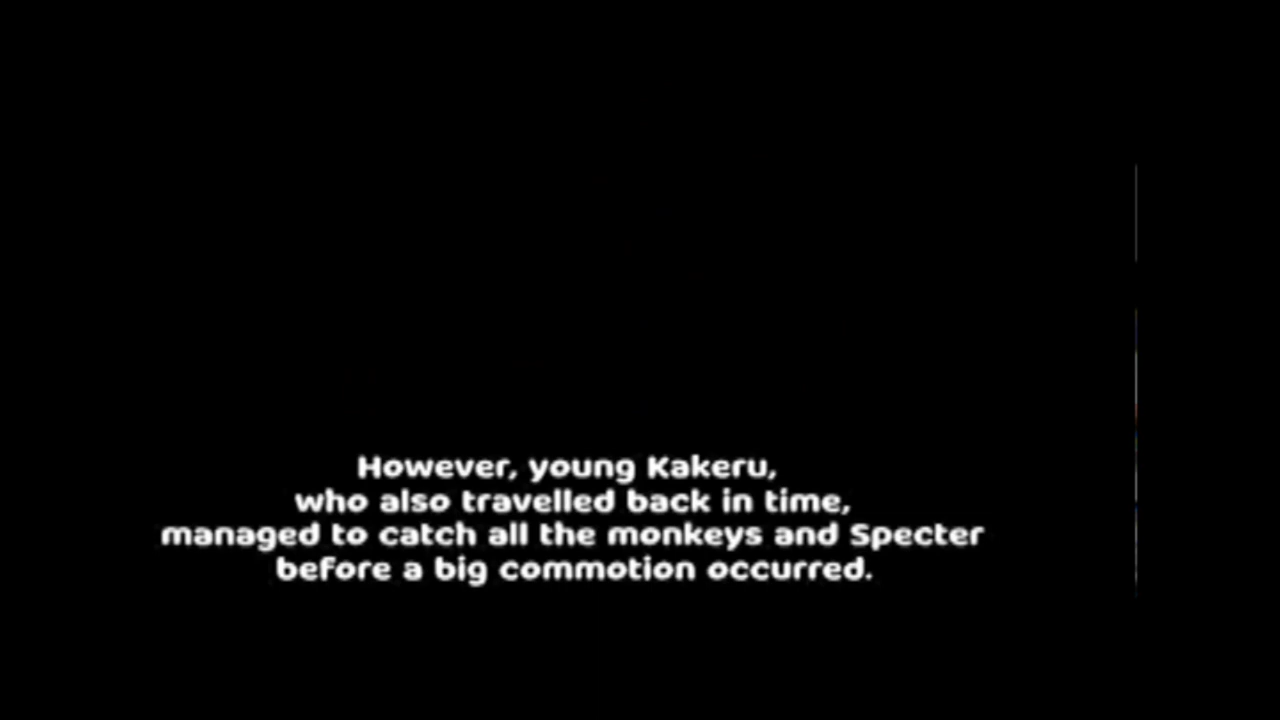 However, young Kakeru,
who also travelled back in time,
managed to catch all the monkeys and Specter
before a big commotion occurred.